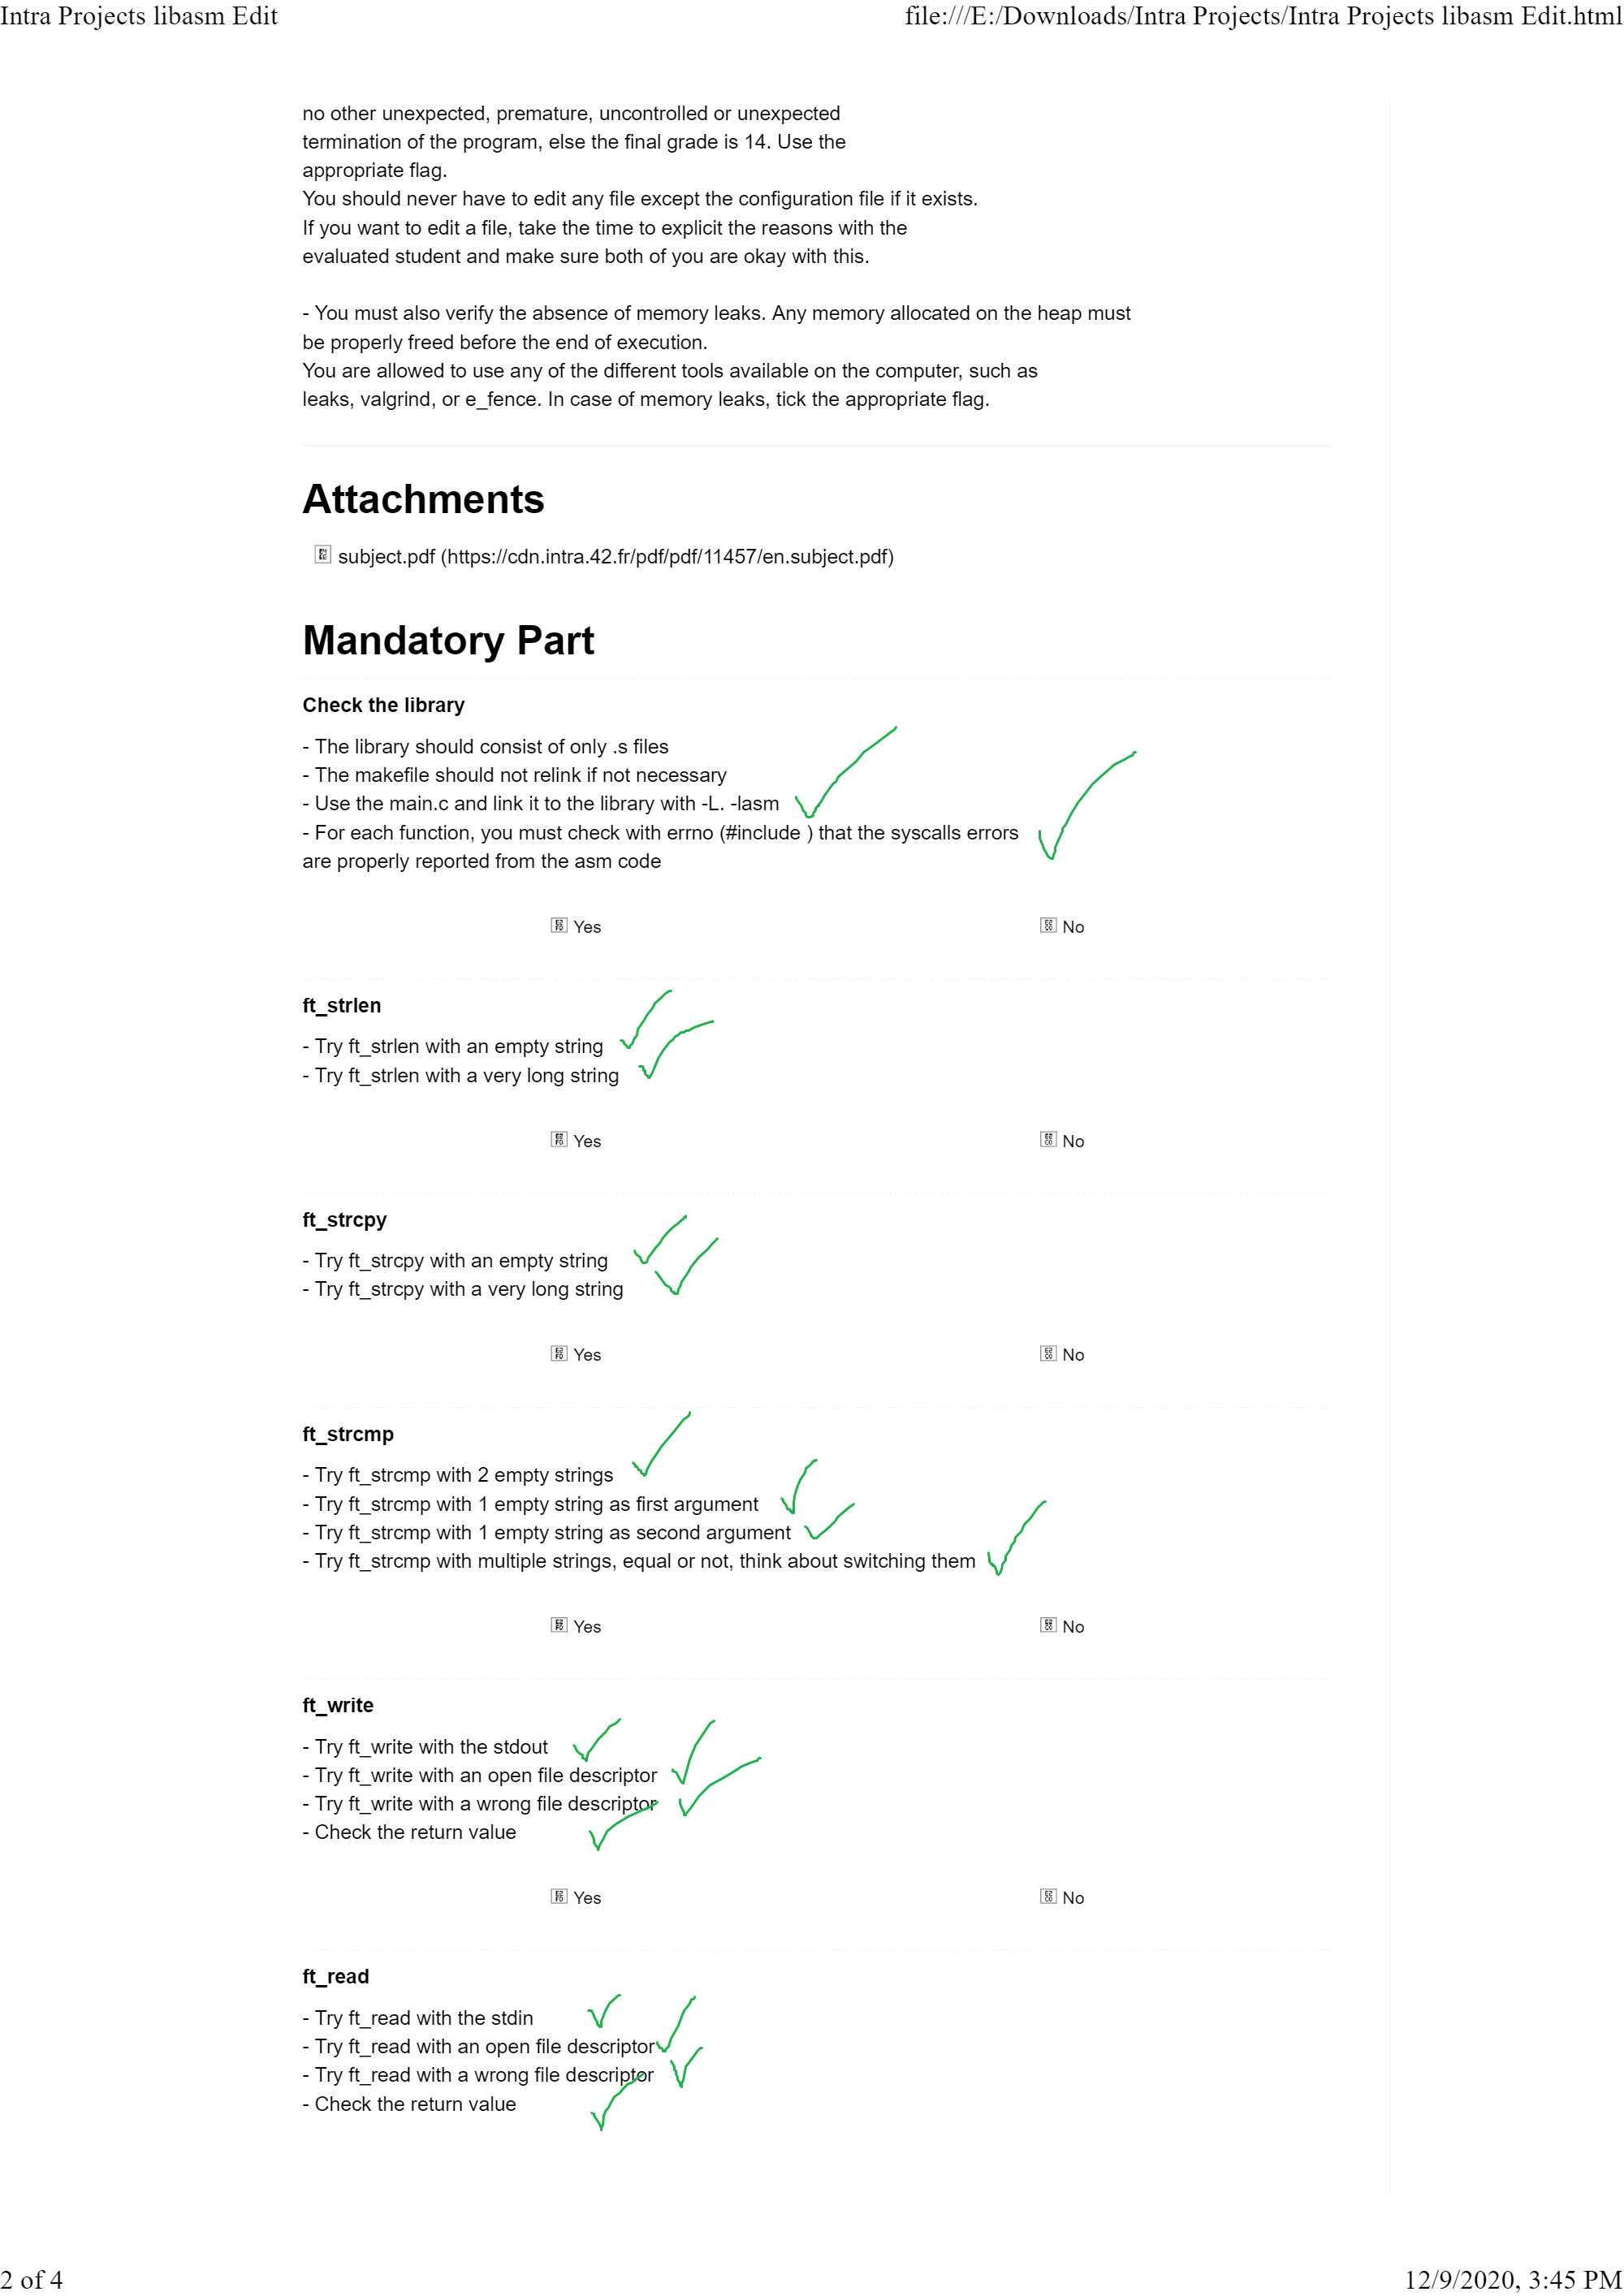 Intra Projects libasm Edit
file:///E:/Downloads/Intra Projects/Intra Projects libasm Edit.html
no other unexpected, premature, uncontrolled or unexpected
termination of the program, else the final grade is 14. Use the
appropriate flag.
You should never have to edit any file except the configuration file if it exists.
If you want to edit a file, take the time to explicit the reasons with the
evaluated student and make sure both of you are okay with this.
- You must also verify the absence of memory leaks. Any memory allocated on the heap must
be properly freed before the end of execution.
You are allowed to use any of the different tools available on the computer, such as
leaks, valgrind, or e_fence. In case of memory leaks, tick the appropriate flag.
Attachments
subject.pdf (https://cdn.intra.42.fr/pdf/pdf/11457/en.subject.pdf)
Mandatory Part
Check the library
- The library should consist of only .s files
- The makefile should not relink if not necessary
- Use the main.c and link it to the library with -L. -lasm
- For each function, you must check with errno (#include ) that the syscalls errors
are properly reported from the asm code
Yes No
ft_strlen
- Try ft_strlen with an empty string
- Try ft_strlen with a very long string
Yes No
ft_strcpy
- Try ft_strcpy with an empty string
- Try ft_strcpy with a very long string
Yes No
ft_strcmp
- Try ft_strcmp with 2 empty strings
- Try ft_strcmp with 1 empty string as first argument
- Try ft_strcmp with 1 empty string as second argument
- Try ft_strcmp with multiple strings, equal or not, think about switching them
Yes No
ft_write
- Try ft_write with the stdout
- Try ft_write with an open file descriptor
- Try ft_write with a wrong file descriptor
- Check the return value
Yes No
ft_read
- Try ft_read with the stdin
- Try ft_read with an open file descriptor
- Try ft_read with a wrong file descriptor
- Check the return value
2 of 4
12/9/2020, 3:45 PM